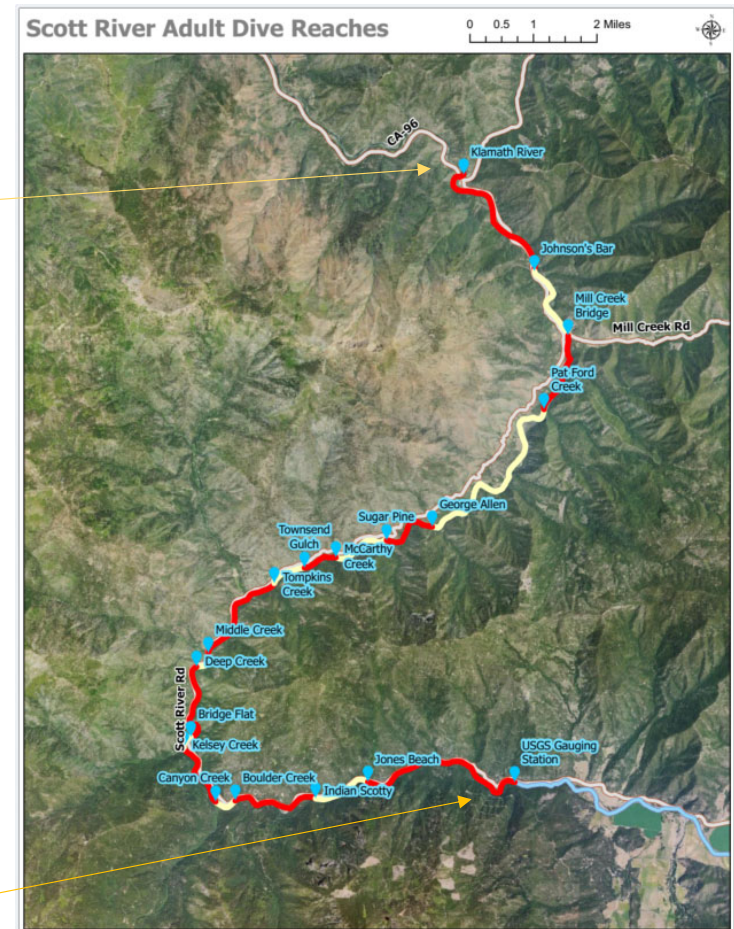 Scott River Adult Dive Reaches
0 0.5 1 2 Miles
N
CA-96
Klamath River
Johnson's Bar
Mill Creek
Bridge
Mill Creek Rd
Pat Ford
Creek
George Allen
Sugar Pine
Townsend
Gulch
McCarthy
Creek
Tompkins
Creek
Middle Creek
Deep Creek
Scott River Rd
Bridge Flat
Kelsey Creek
Jones Beach
USGS Gauging
Station
Canyon Creek
Boulder Creek
Indian Scotty